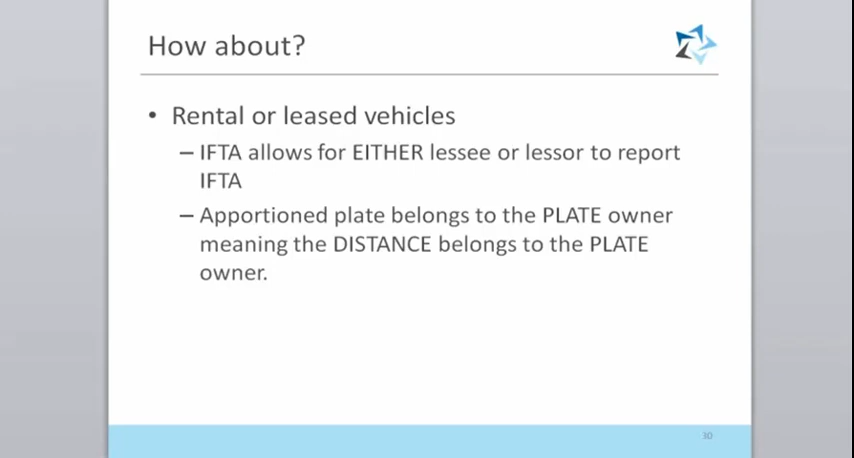 How about?
• Rental or leased vehicles
– IFTA allows for EITHER lessee or lessor to report
IFTA
– Apportioned plate belongs to the PLATE owner
meaning the DISTANCE belongs to the PLATE
owner.
30